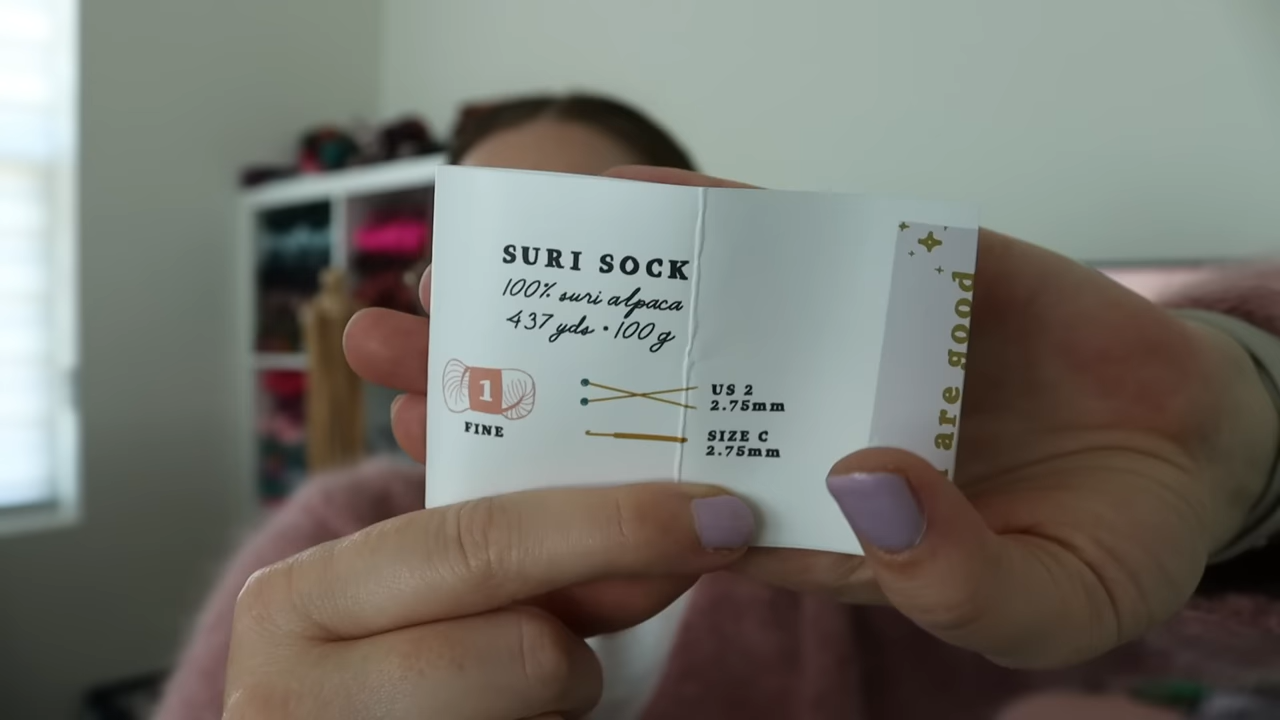 SURI SOCK
100% suri alpaca
437 yds • 100 g
1
FINE
US 2
2.75mm
SIZE C
2.75mm
are good